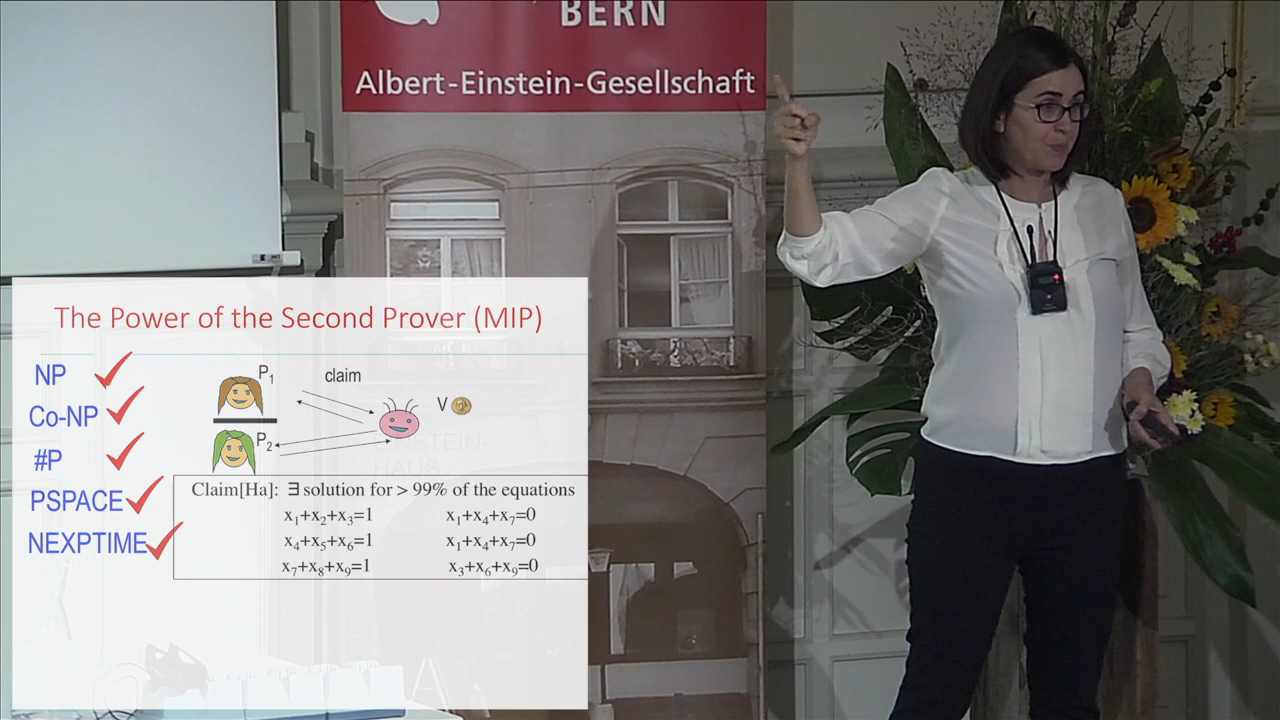 BERN
Albert-Einstein-Gesellschaft
The Power of the Second Prover (MIP)
NP
Co-NP
#P
PSPACE
NEXPTIME
P₁
claim
V
P₂
EINSTEIN-
HAUS
Claim[Ha]: ∃ solution for > 99% of the equations
x₁+x₂+x₃=1 x₁+x₄+x₇=0
x₄+x₅+x₆=1 x₁+x₄+x₇=0
x₇+x₈+x₉=1 x₃+x₆+x₉=0